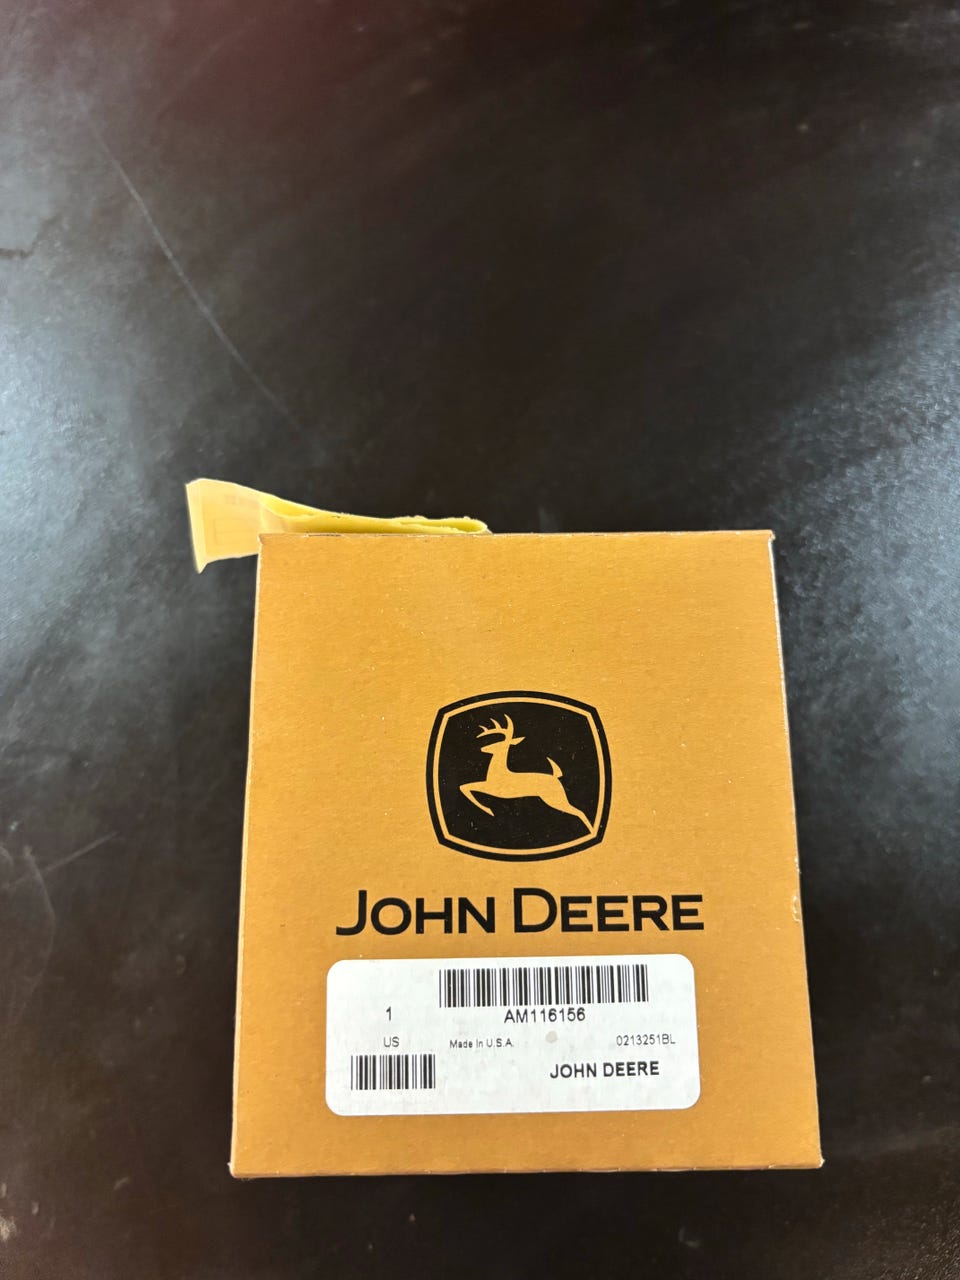 JOHN DEERE
1
AM116156
US
Made in U.S.A.
0213251BL
JOHN DEERE